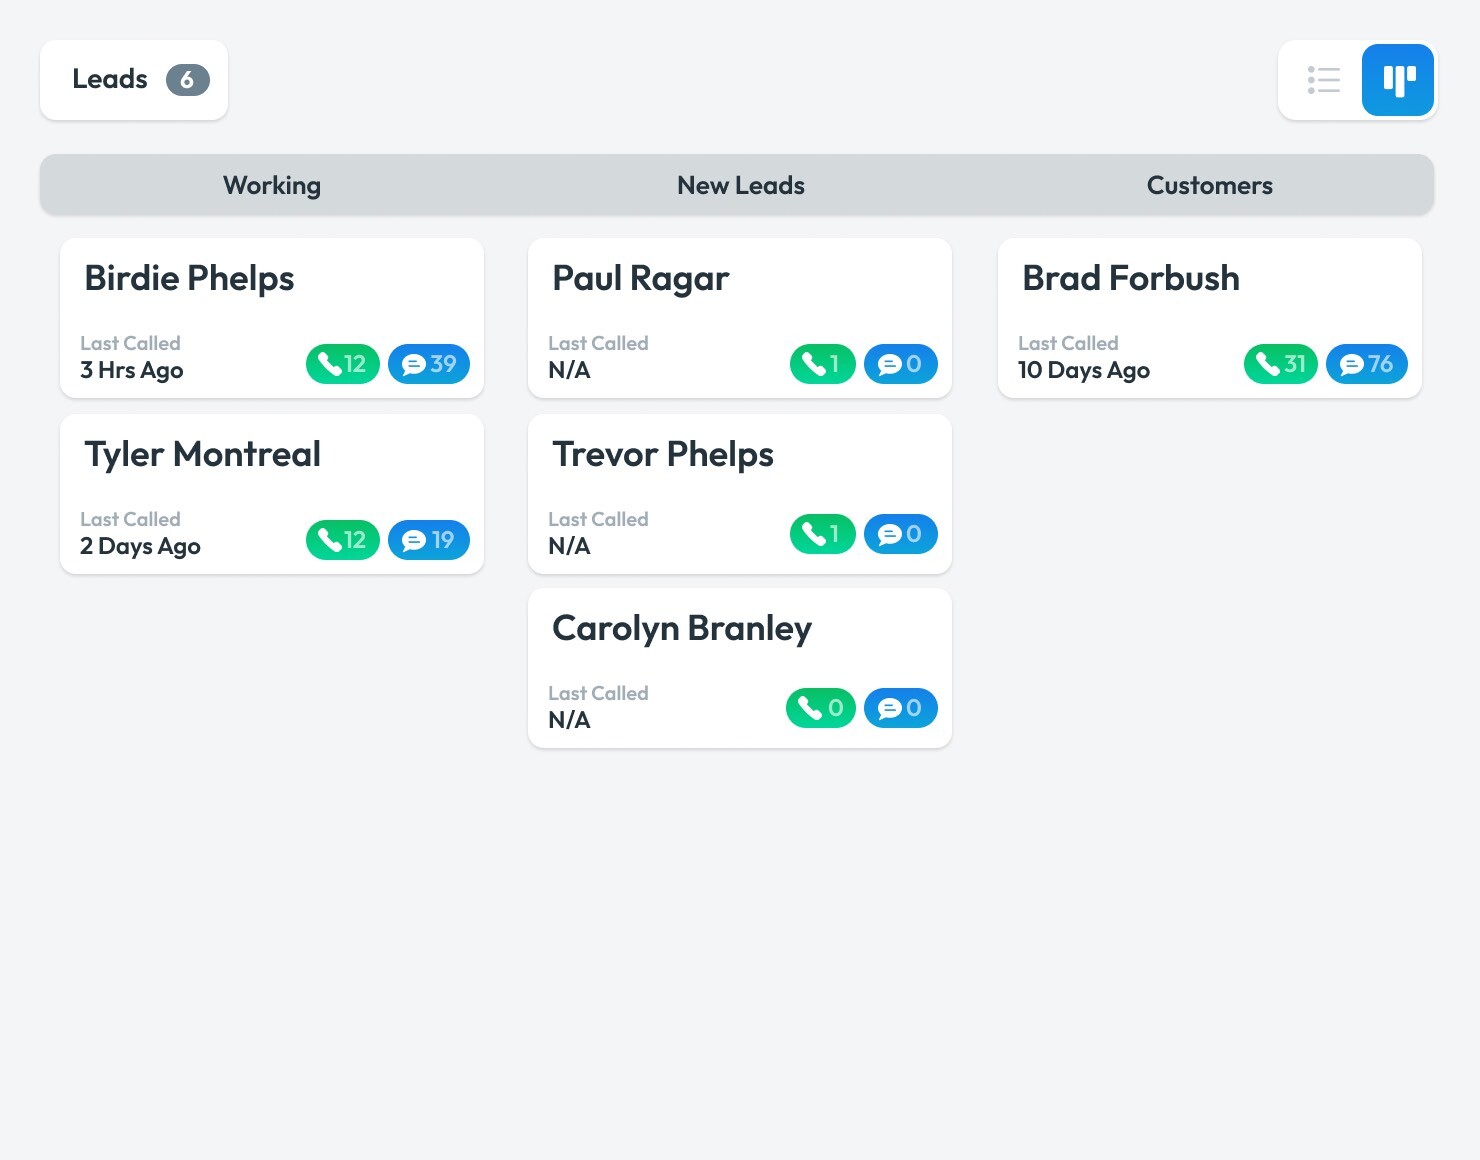 Leads 6
Working
New Leads
Customers
Birdie Phelps
Last Called
3 Hrs Ago
12
39
Tyler Montreal
Last Called
2 Days Ago
12
19
Paul Ragar
Last Called
N/A
1
0
Trevor Phelps
Last Called
N/A
1
0
Carolyn Branley
Last Called
N/A
0
0
Brad Forbush
Last Called
10 Days Ago
31
76